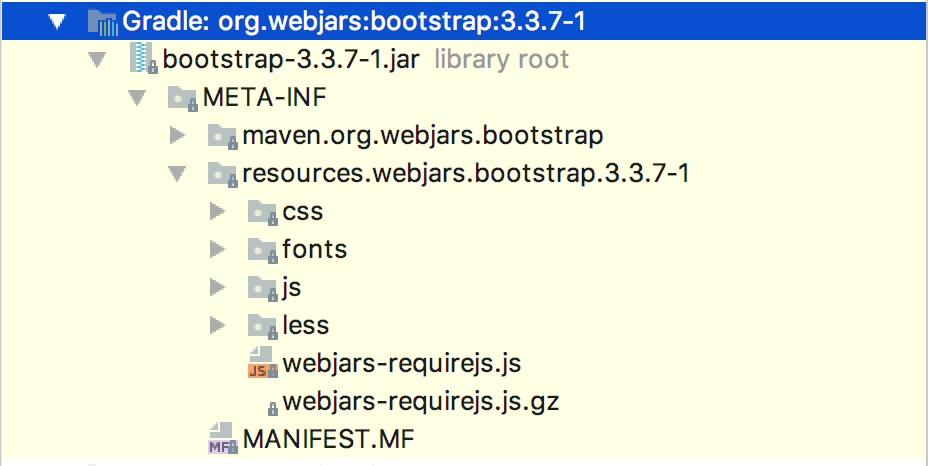 Gradle: org.webjars:bootstrap:3.3.7-1
bootstrap-3.3.7-1.jar library root
META-INF
maven.org.webjars.bootstrap
resources.webjars.bootstrap.3.3.7-1
css
fonts
js
less
JS webjars-requirejs.js
webjars-requirejs.js.gz
MF MANIFEST.MF